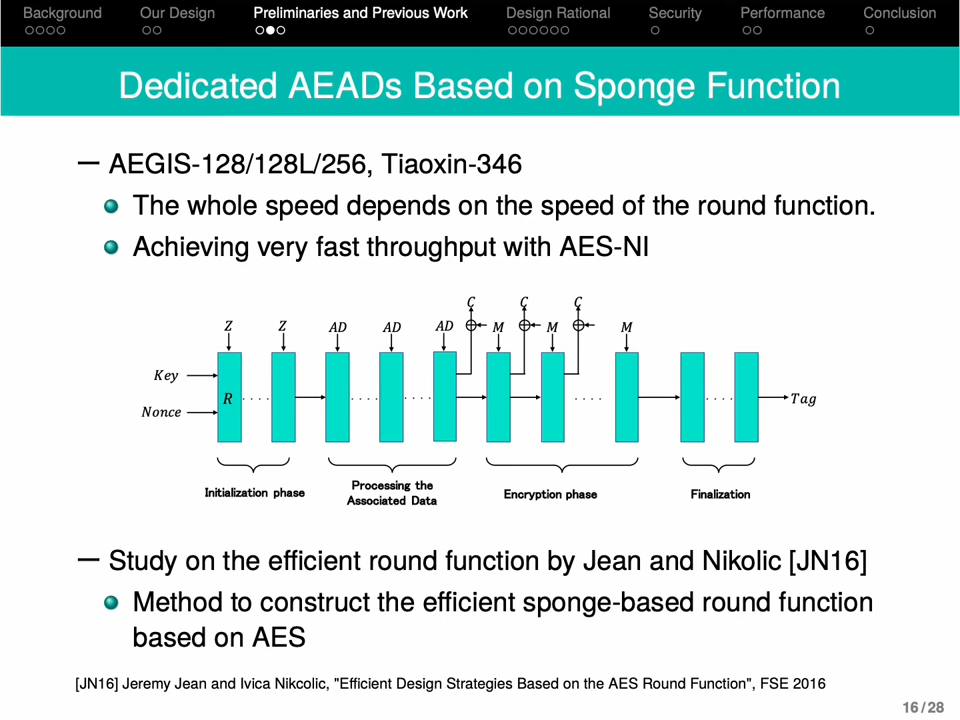 Background Our Design Preliminaries and Previous Work Design Rational Security Performance Conclusion
Dedicated AEADs Based on Sponge Function
— AEGIS-128/128L/256, Tiaoxin-346
The whole speed depends on the speed of the round function.
Achieving very fast throughput with AES-NI
C C C
Z Z AD AD AD M M M
Key
R
Nonce
Tag
Initialization phase
Processing the
Associated Data
Encryption phase
Finalization
— Study on the efficient round function by Jean and Nikolic [JN16]
Method to construct the efficient sponge-based round function
based on AES
[JN16] Jeremy Jean and Ivica Nikcolic, "Efficient Design Strategies Based on the AES Round Function", FSE 2016
16 / 28